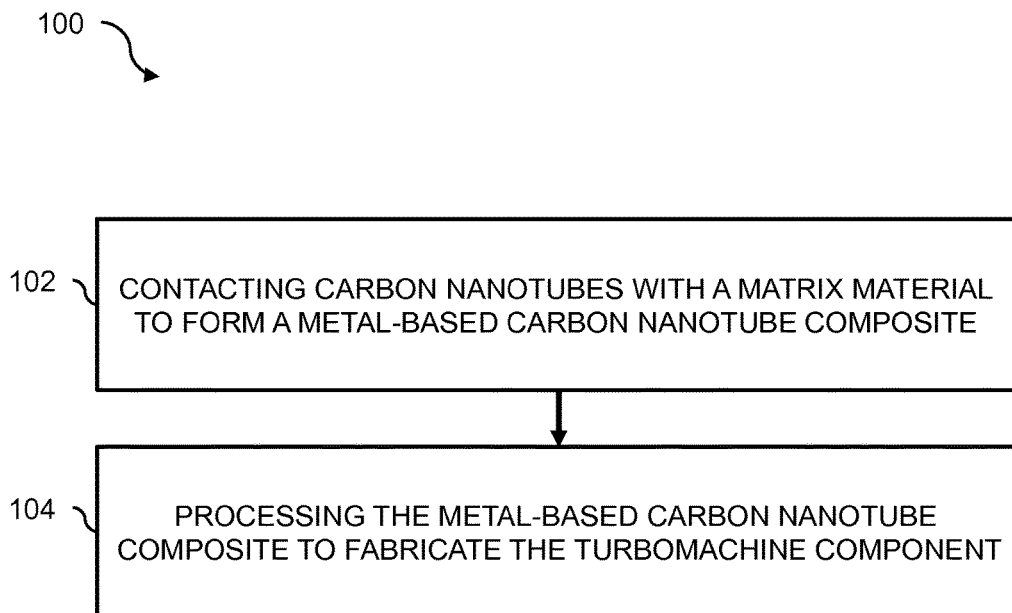 100
102
CONTACTING CARBON NANOTUBES WITH A MATRIX MATERIAL
TO FORM A METAL-BASED CARBON NANOTUBE COMPOSITE
104
PROCESSING THE METAL-BASED CARBON NANOTUBE
COMPOSITE TO FABRICATE THE TURBOMACHINE COMPONENT